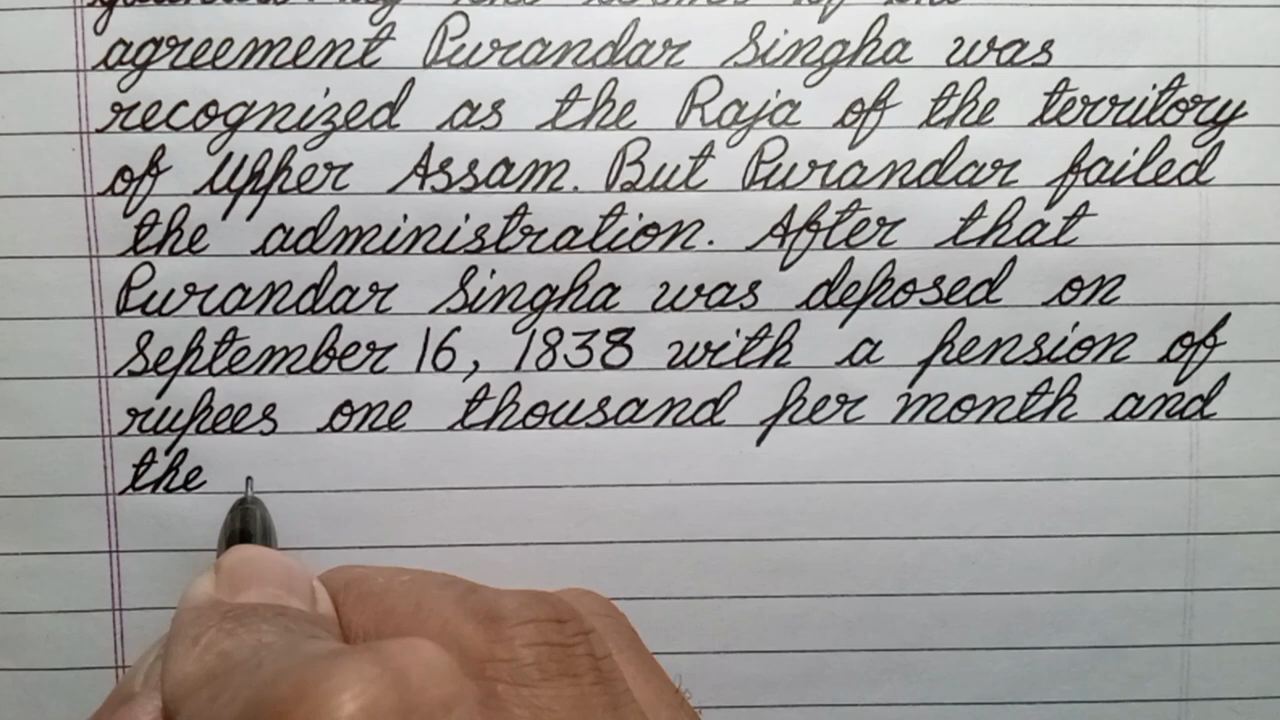 agreement Purandar Singha was
recognized as the Raja of the territory
of Upper Assam. But Purandar failed
the administration. After that
Purandar Singha was deposed on
September 16, 1838 with a pension of
rupees one thousand per month and
the